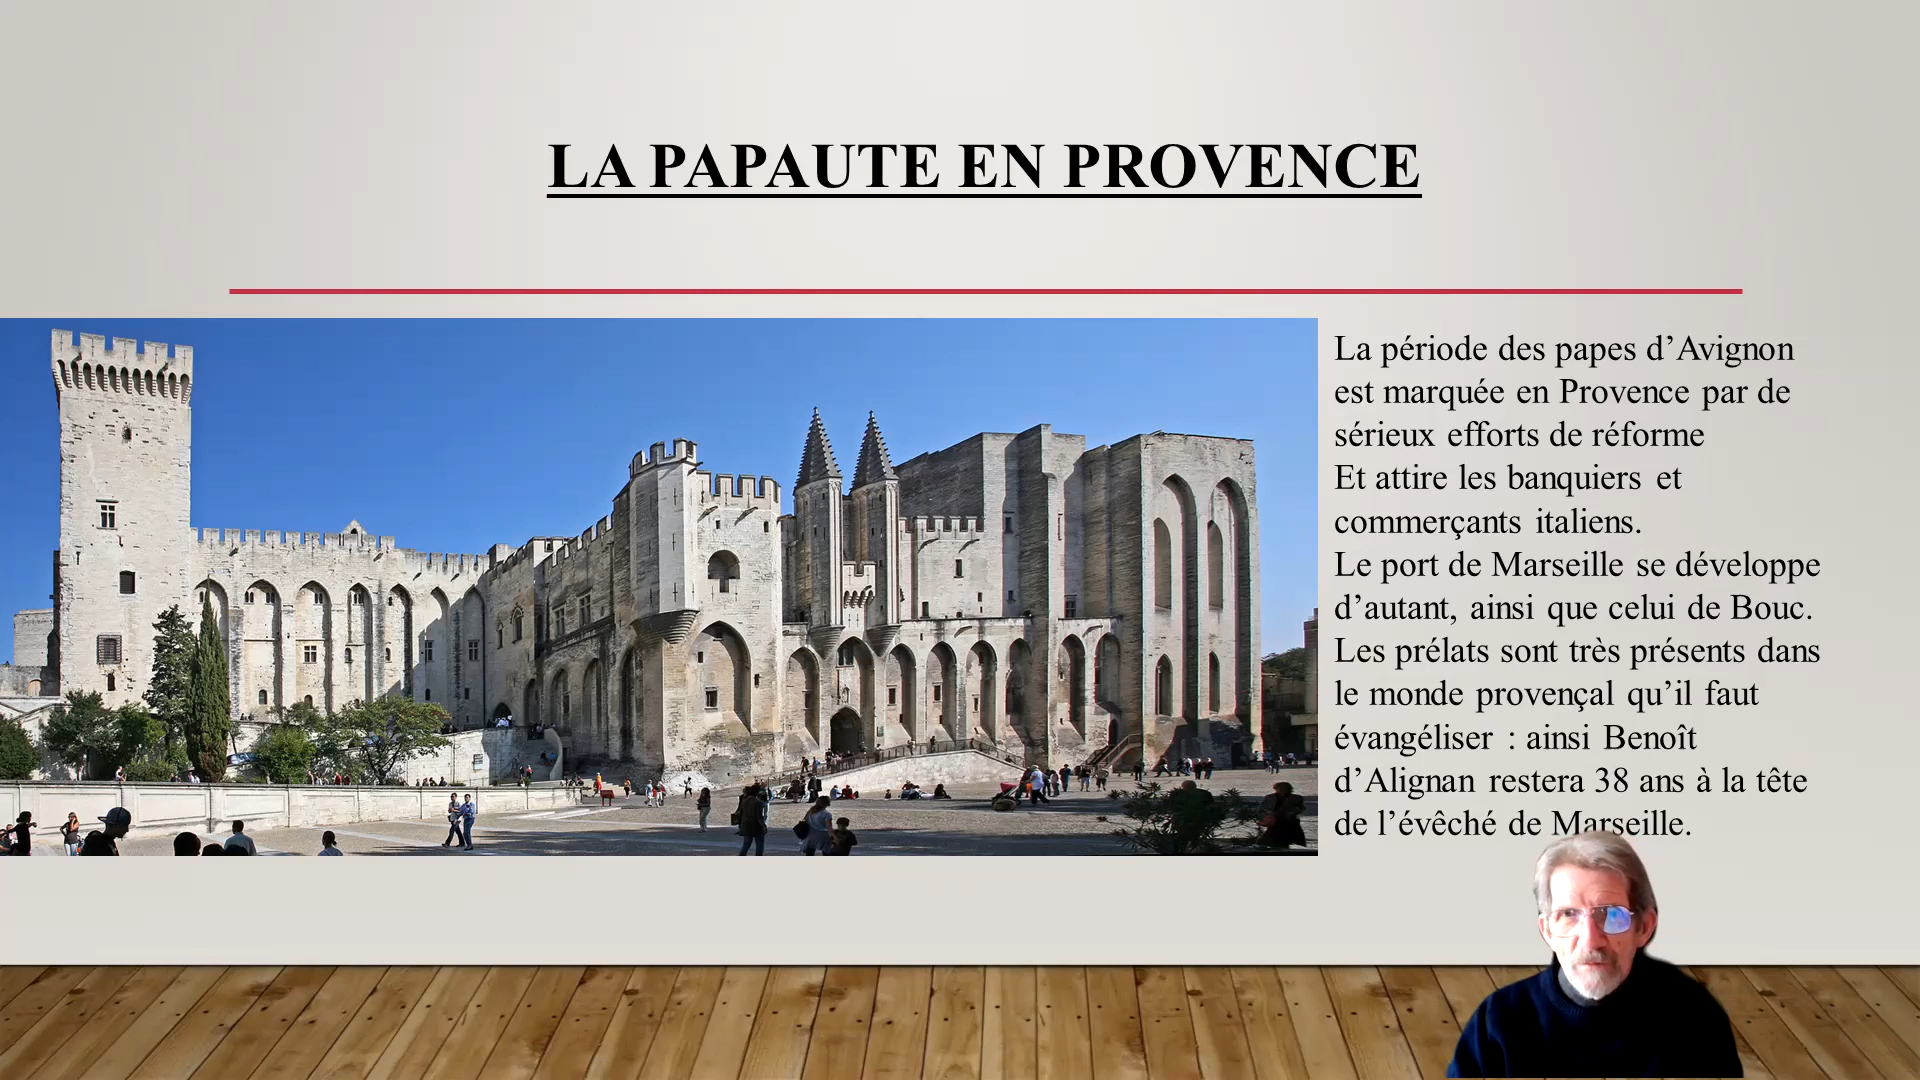 LA PAPAUTE EN PROVENCE
La période des papes d’Avignon
est marquée en Provence par de
sérieux efforts de réforme
Et attire les banquiers et
commerçants italiens.
Le port de Marseille se développe
d’autant, ainsi que celui de Bouc.
Les prélats sont très présents dans
le monde provençal qu’il faut
évangéliser : ainsi Benoît
d’Alignan restera 38 ans à la tête
de l’évêché de Marseille.